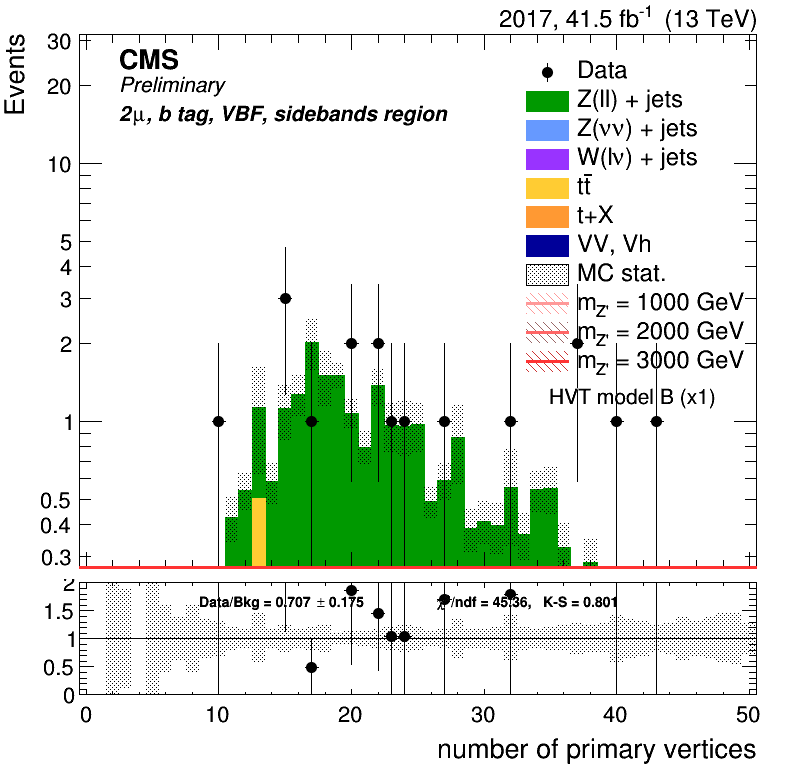 2017, 41.5 fb⁻¹ (13 TeV)
CMS
Preliminary
2μ, b tag, VBF, sidebands region
Events
30
20
10
5
4
3
2
1
0.5
0.4
0.3
Data
Z(ll) + jets
Z(νν) + jets
W(lν) + jets
tt̄
t+X
VV, Vh
MC stat.
m_Z' = 1000 GeV
m_Z' = 2000 GeV
m_Z' = 3000 GeV
HVT model B (x1)
2
1.5
1
0.5
0
Data/Bkg = 0.707 ± 0.175 χ²/ndf = 45.36, K-S = 0.801
0 10 20 30 40 50
number of primary vertices